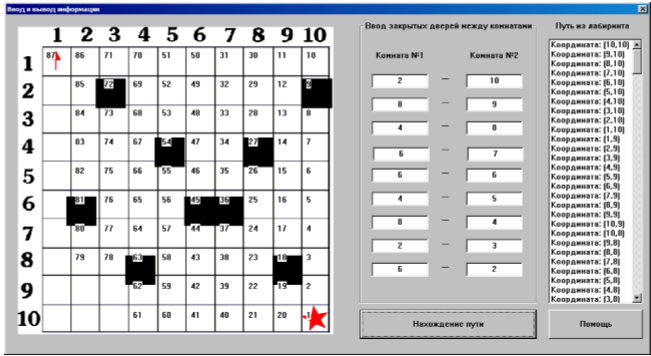 Ввод и вывод информации
1 2 3 4 5 6 7 8 9 10
1 87 86 71 70 51 50 31 30 11 10
2 85 72 69 52 49 32 29 12 9
3 84 73 68 53 48 33 28 13 8
4 83 74 67 54 47 34 27 14 7
5 82 75 66 55 46 35 26 15 6
6 81 76 65 56 45 36 25 16 5
7 80 77 64 57 44 37 24 17 4
8 79 78 63 58 43 38 23 18 3
9 62 59 42 39 22 19 2
10 61 60 41 40 21 20 1
Ввод закрытых дверей между комнатами
Комната №1 Комната №2
2 — 10
8 — 9
4 — 8
6 — 7
6 — 6
4 — 5
8 — 4
2 — 3
6 — 2
Нахождение пути
Путь из лабиринта
Координата: (10,10)
Координата: (9,10)
Координата: (8,10)
Координата: (7,10)
Координата: (6,10)
Координата: (5,10)
Координата: (4,10)
Координата: (3,10)
Координата: (2,10)
Координата: (1,10)
Координата: (1,9)
Координата: (2,9)
Координата: (3,9)
Координата: (4,9)
Координата: (5,9)
Координата: (6,9)
Координата: (7,9)
Координата: (8,9)
Координата: (9,9)
Координата: (10,9)
Координата: (10,8)
Координата: (9,8)
Координата: (8,8)
Координата: (7,8)
Координата: (6,8)
Координата: (5,8)
Координата: (4,8)
Координата: (3,8)
Помощь